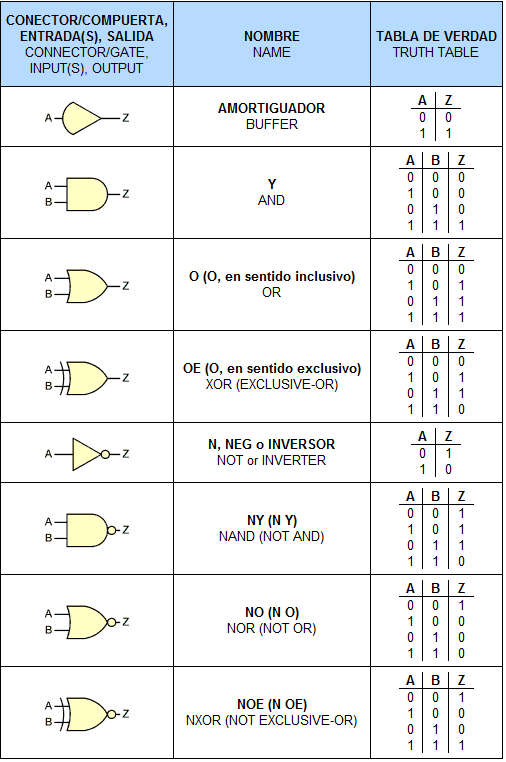 CONECTOR/COMPUERTA,
ENTRADA(S), SALIDA
CONNECTOR/GATE,
INPUT(S), OUTPUT
NOMBRE
NAME
TABLA DE VERDAD
TRUTH TABLE
A Z
AMORTIGUADOR
BUFFER
A Z
0 0
1 1
A
B Z
Y
AND
A B Z
0 0 0
1 0 0
0 1 0
1 1 1
A
B Z
O (O, en sentido inclusivo)
OR
A B Z
0 0 0
1 0 1
0 1 1
1 1 1
A
B Z
OE (O, en sentido exclusivo)
XOR (EXCLUSIVE-OR)
A B Z
0 0 0
1 0 1
0 1 1
1 1 0
A Z
N, NEG o INVERSOR
NOT or INVERTER
A Z
0 1
1 0
A
B Z
NY (N Y)
NAND (NOT AND)
A B Z
0 0 1
1 0 1
0 1 1
1 1 0
A
B Z
NO (N O)
NOR (NOT OR)
A B Z
0 0 1
1 0 0
0 1 0
1 1 0
A
B Z
NOE (N OE)
NXOR (NOT EXCLUSIVE-OR)
A B Z
0 0 1
1 0 0
0 1 0
1 1 1